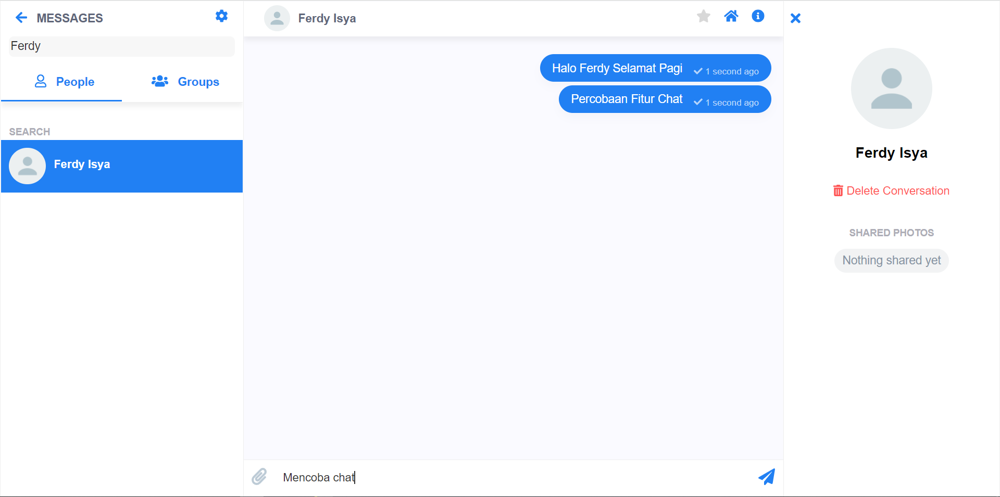 MESSAGES
Ferdy
People
Groups
SEARCH
Ferdy Isya
Ferdy Isya
Halo Ferdy Selamat Pagi 1 second ago
Percobaan Fitur Chat 1 second ago
Mencoba chat
Ferdy Isya
Delete Conversation
SHARED PHOTOS
Nothing shared yet